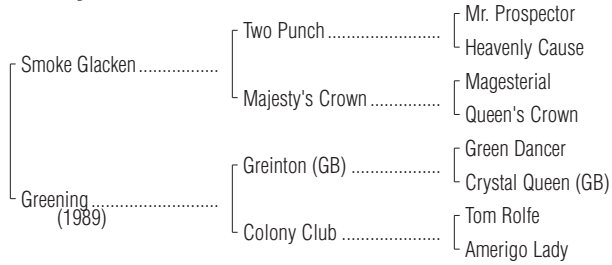 Mr. Prospector
Two Punch
Heavenly Cause
Smoke Glacken
Magesterial
Majesty's Crown
Queen's Crown
Green Dancer
Greinton (GB)
Crystal Queen (GB)
Greening
(1989)
Tom Rolfe
Colony Club
Amerigo Lady